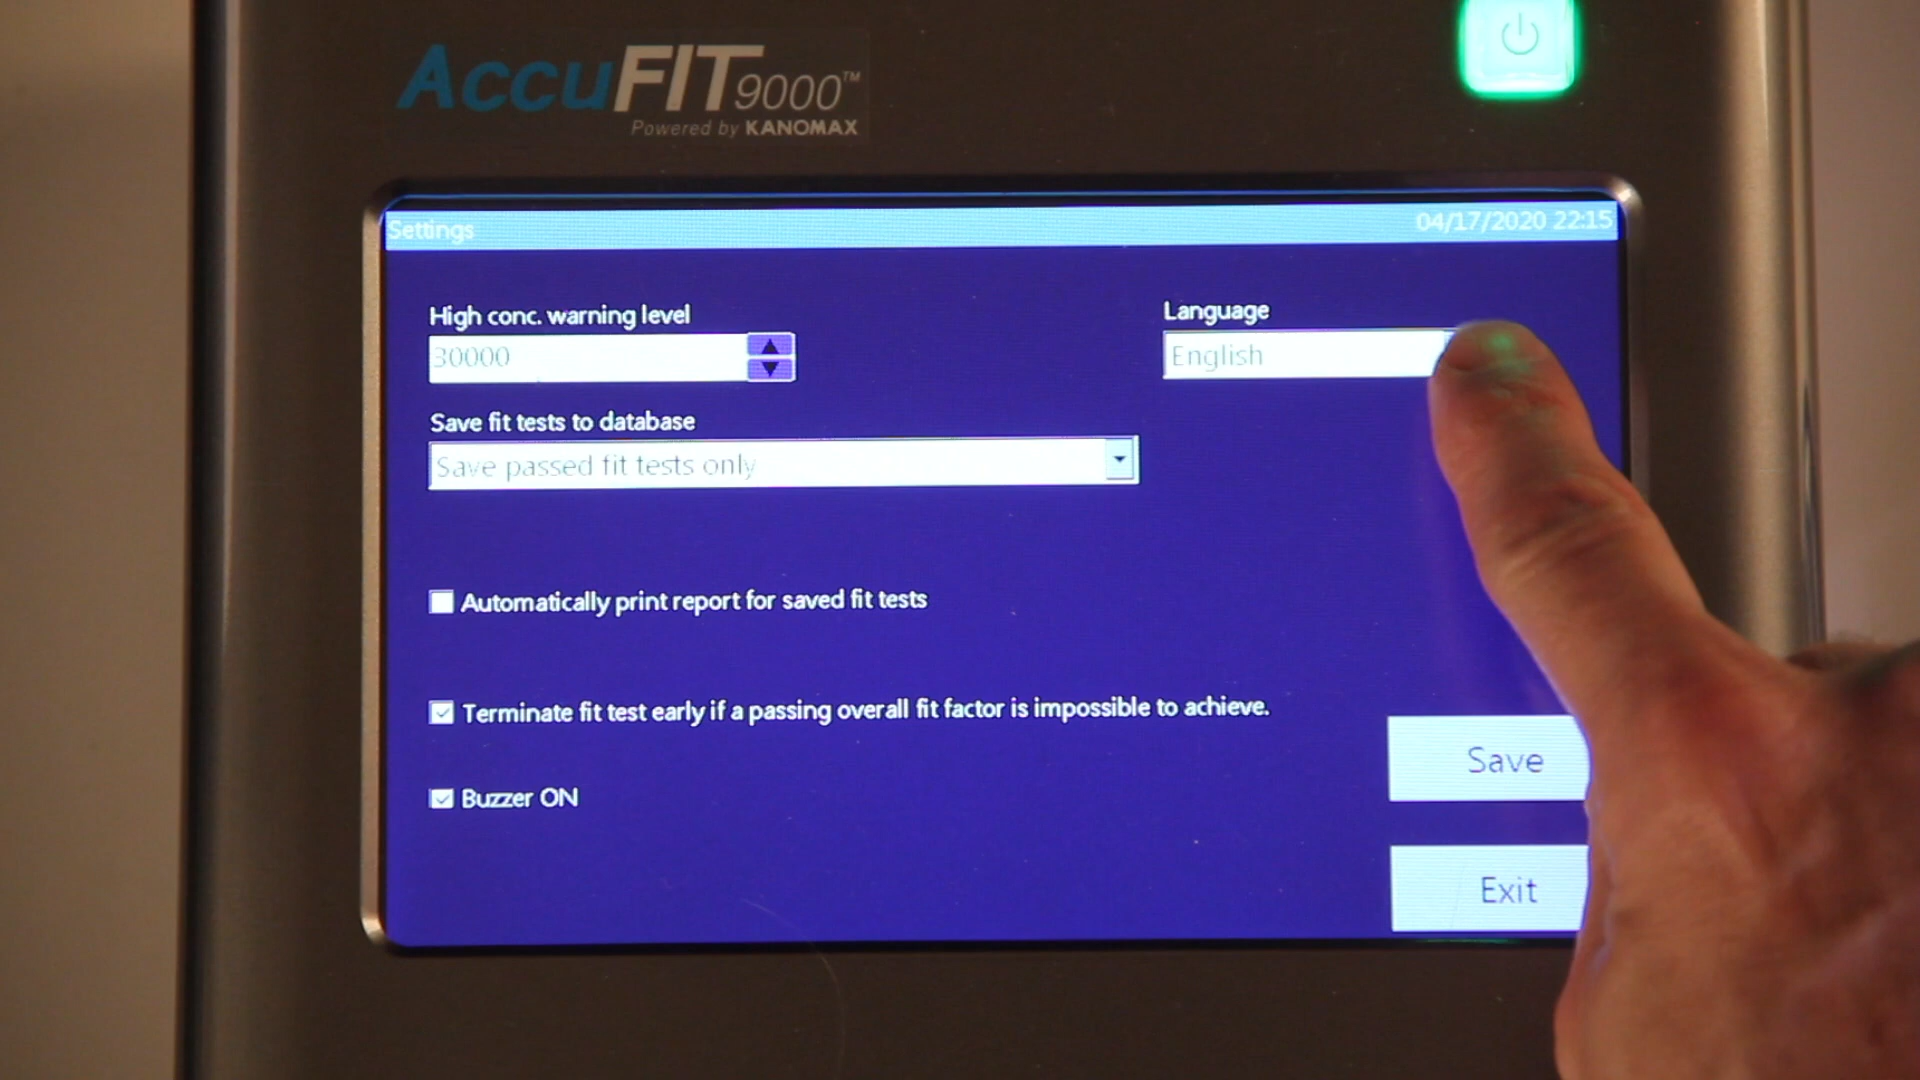 AccuFIT9000™
Powered by KANOMAX
Settings
04/17/2020 22:15
High conc. warning level
30000
Language
English
Save fit tests to database
Save passed fit tests only
Automatically print report for saved fit tests
Terminate fit test early if a passing overall fit factor is impossible to achieve.
Save
Buzzer ON
Exit